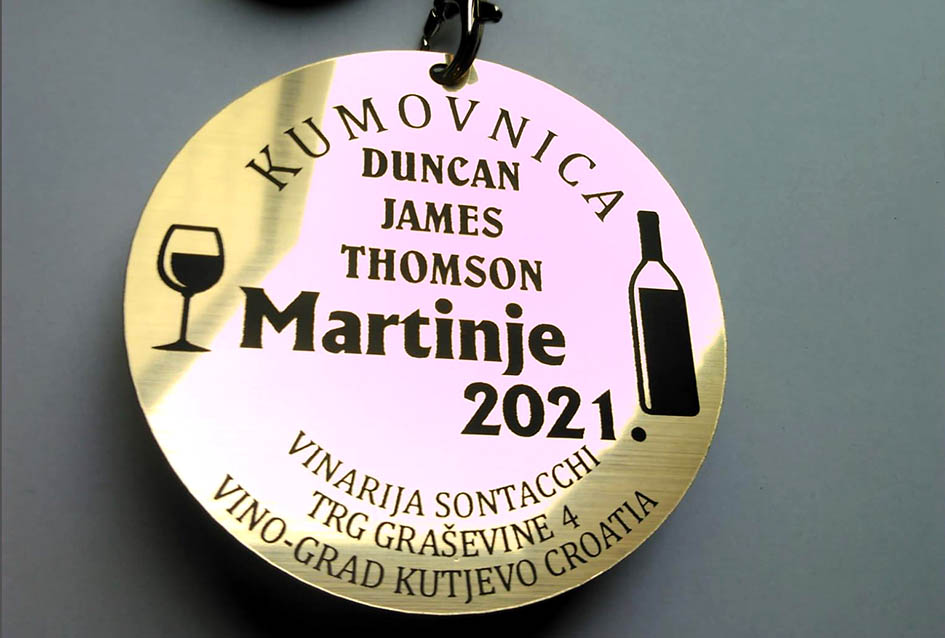 KUMOVNICA
DUNCAN
JAMES
THOMSON
Martinje
2021.
VINARIJA SONTACCHI
TRG GRAŠEVINE 4
VINO-GRAD KUTJEVO CROATIA